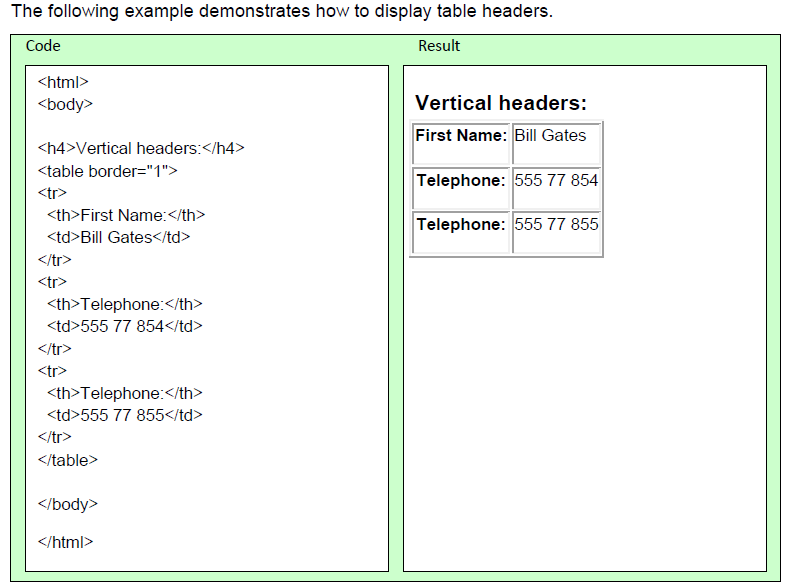 The following example demonstrates how to display table headers.
Code
Result
<html>
<body>
<h4>Vertical headers:</h4>
<table border="1">
<tr>
<th>First Name:</th>
<td>Bill Gates</td>
</tr>
<tr>
<th>Telephone:</th>
<td>555 77 854</td>
</tr>
<tr>
<th>Telephone:</th>
<td>555 77 855</td>
</tr>
</table>
</body>
</html>
Vertical headers:
First Name: Bill Gates
Telephone: 555 77 854
Telephone: 555 77 855